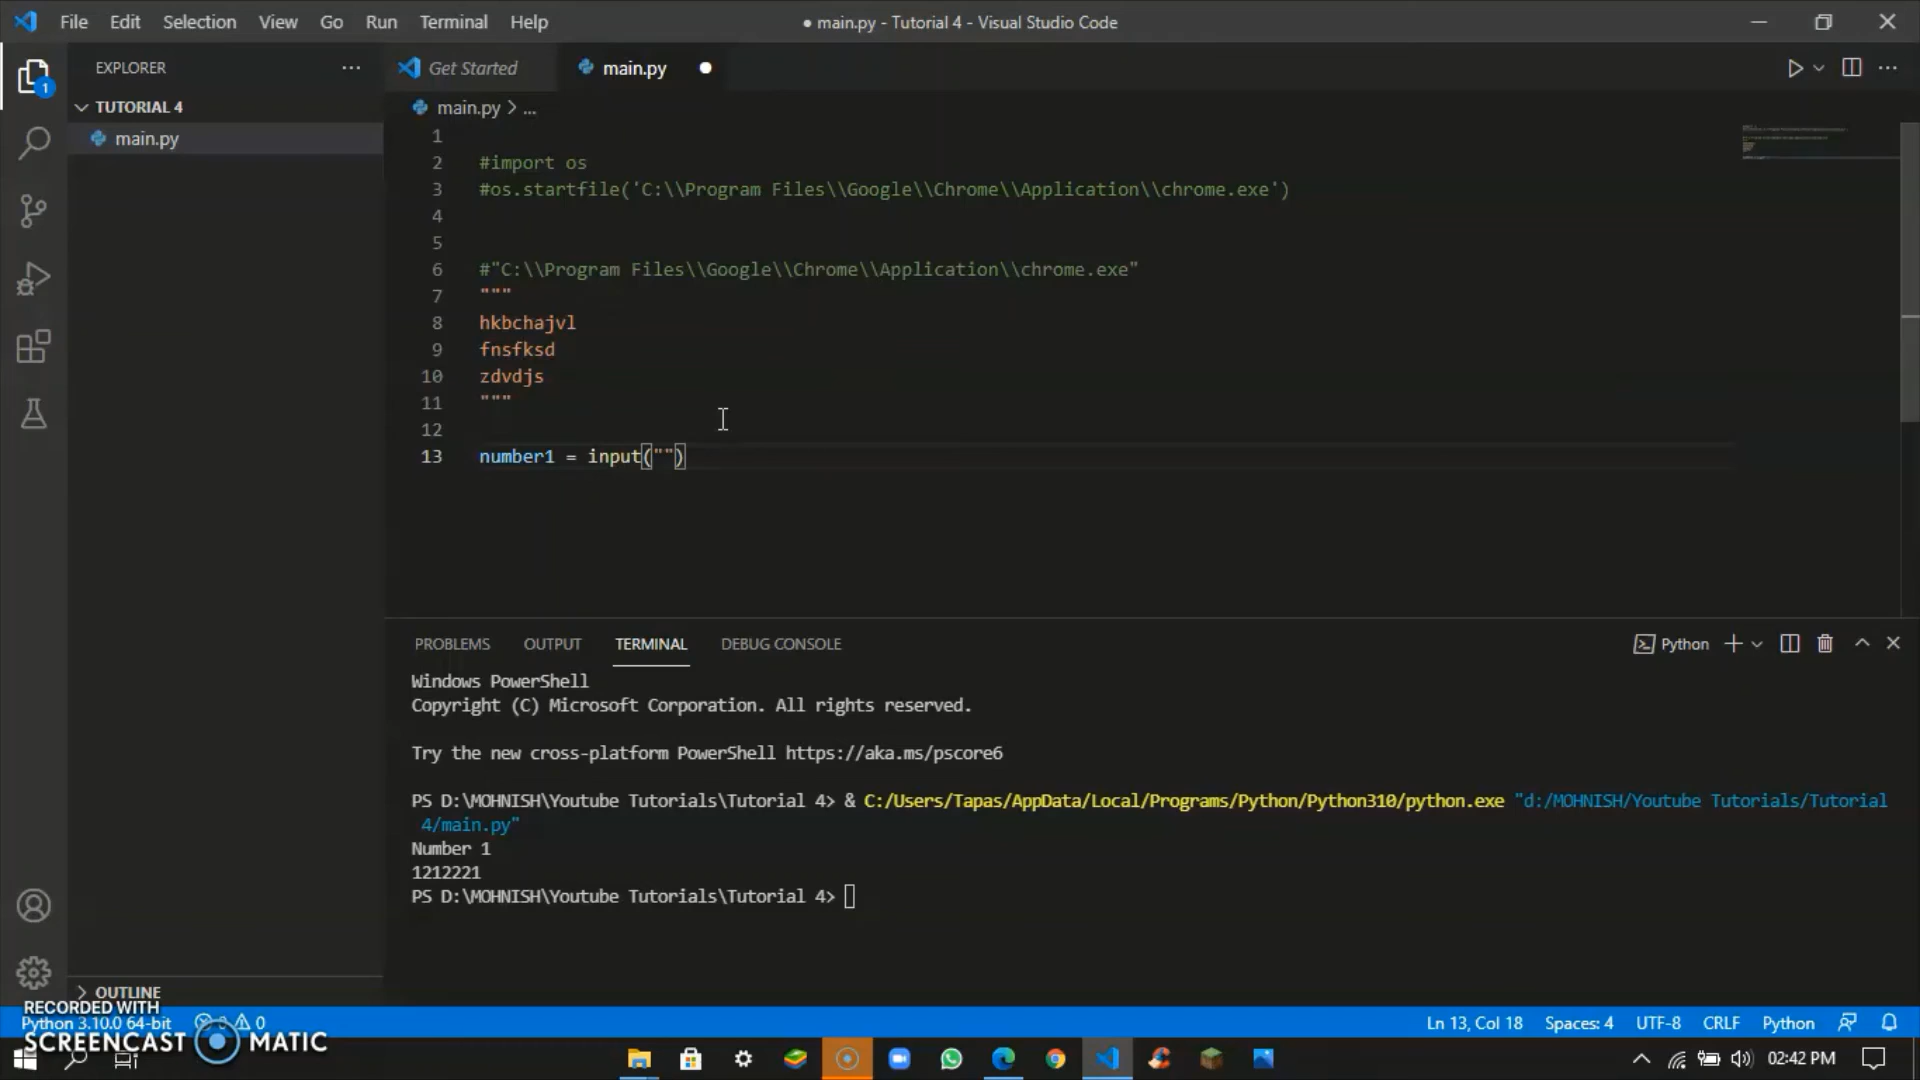 File Edit Selection View Go Run Terminal Help
● main.py - Tutorial 4 - Visual Studio Code
EXPLORER
Get Started
main.py
TUTORIAL 4
main.py
main.py > ...
1
2 #import os
3 #os.startfile('C:\\Program Files\\Google\\Chrome\\Application\\chrome.exe')
4
5
6 #"C:\\Program Files\\Google\\Chrome\\Application\\chrome.exe"
7 """
8 hkbchajvl
9 fnsfksd
10 zdvdjs
11 """
12
13 number1 = input("")
1
PROBLEMS OUTPUT TERMINAL DEBUG CONSOLE
Python
Windows PowerShell
Copyright (C) Microsoft Corporation. All rights reserved.
Try the new cross-platform PowerShell https://aka.ms/pscore6
PS D:\MOHNISH\Youtube Tutorials\Tutorial 4> & C:/Users/Tapas/AppData/Local/Programs/Python/Python310/python.exe "d:/MOHNISH/Youtube Tutorials/Tutorial
4/main.py"
Number 1
1212221
PS D:\MOHNISH\Youtube Tutorials\Tutorial 4>
OUTLINE
RECORDED WITH
Python 3.10.0 64-bit 0
SCREENCAST MATIC
Ln 13, Col 18 Spaces: 4 UTF-8 CRLF Python
02:42 PM